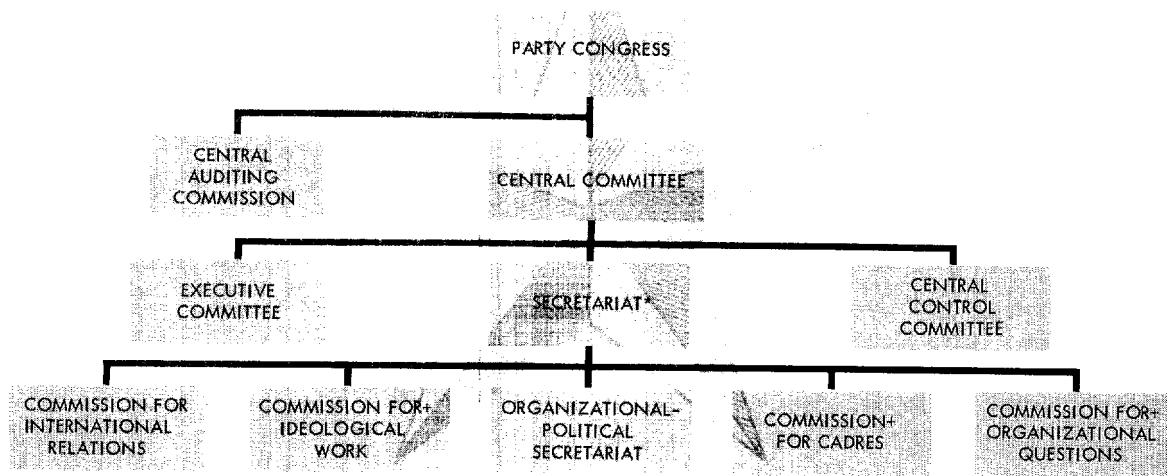 PARTY CONGRESS
CENTRAL
AUDITING
COMMISSION
CENTRAL COMMITTEE
EXECUTIVE
COMMITTEE
SECRETARIAT*
CENTRAL
CONTROL
COMMITTEE
COMMISSION FOR
INTERNATIONAL
RELATIONS
COMMISSION FOR+
IDEOLOGICAL
WORK
ORGANIZATIONAL-
POLITICAL
SECRETARIAT
COMMISSION+
FOR CADRES
COMMISSION FOR+
ORGANIZATIONAL
QUESTIONS